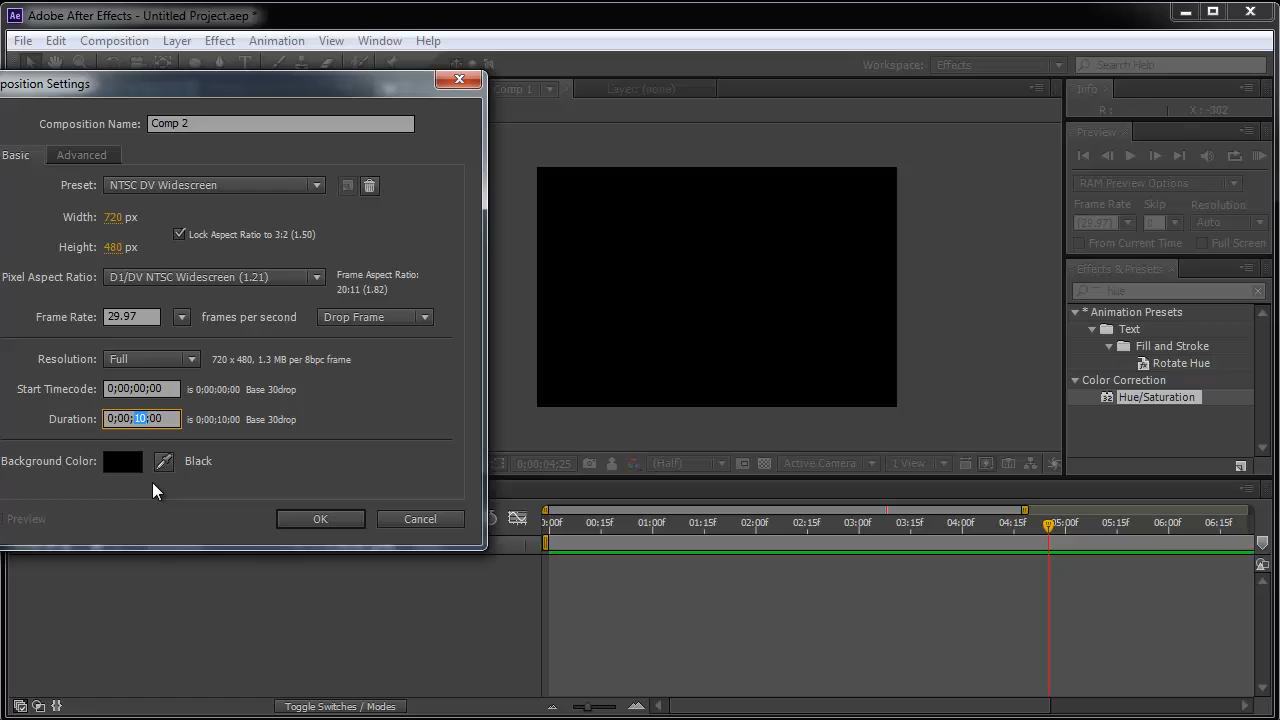 Ae Adobe After Effects - Untitled Project.aep *
File Edit Composition Layer Effect Animation View Window Help
Workspace: Effects Search Help
position Settings
Composition Name: Comp 2
Basic Advanced
Preset: NTSC DV Widescreen
Width: 720 px
Lock Aspect Ratio to 3:2 (1.50)
Height: 480 px
Pixel Aspect Ratio: D1/DV NTSC Widescreen (1.21)
Frame Aspect Ratio:
20:11 (1.82)
Frame Rate: 29.97 frames per second Drop Frame
Resolution: Full 720 x 480, 1.3 MB per 8bpc frame
Start Timecode: 0;00;00;00 is 0;00;00;00 Base 30drop
Duration: 0;00;10;00 is 0;00;10;00 Base 30drop
Background Color: Black
Preview
OK Cancel
Comp 1 Layer: (none)
Info
R : X : -302
Preview
RAM Preview Options
Frame Rate Skip Resolution
(29.97) 0 Auto
From Current Time Full Screen
Effects & Presets
hue
* Animation Presets
Text
Fill and Stroke
Rotate Hue
Color Correction
32 Hue/Saturation
0;00;04;25 (Half) Active Camera 1 View
0:00f 00:15f 01:00f 01:15f 02:00f 02:15f 03:00f 03:15f 04:00f 04:15f 05:00f 05:15f 06:00f 06:15f
Toggle Switches / Modes